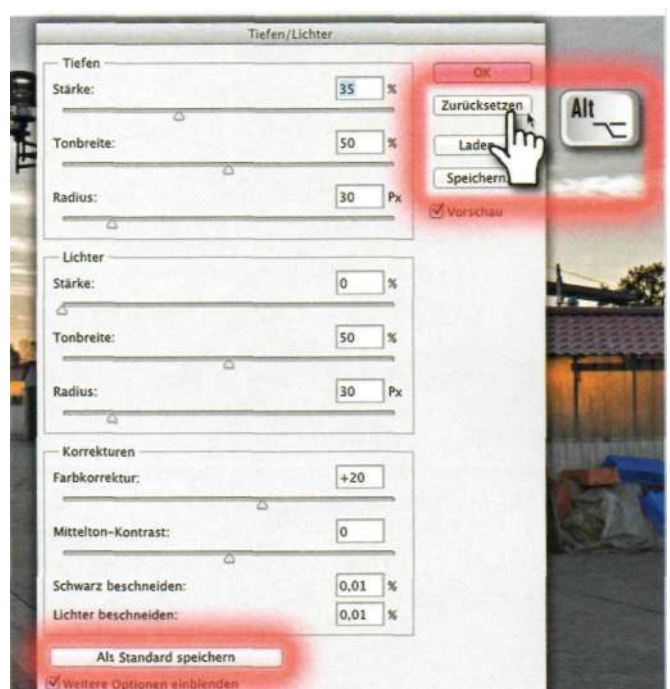 Tiefen/Lichter
Tiefen
Stärke: 35 %
Tonbreite: 50 %
Radius: 30 Px
Lichter
Stärke: 0 %
Tonbreite: 50 %
Radius: 30 Px
Korrekturen
Farbkorrektur: +20
Mittelton-Kontrast: 0
Schwarz beschneiden: 0,01 %
Lichter beschneiden: 0,01 %
Als Standard speichern
Weitere Optionen einblenden
OK
Zurücksetzen
Laden
Speichern
Vorschau
Alt